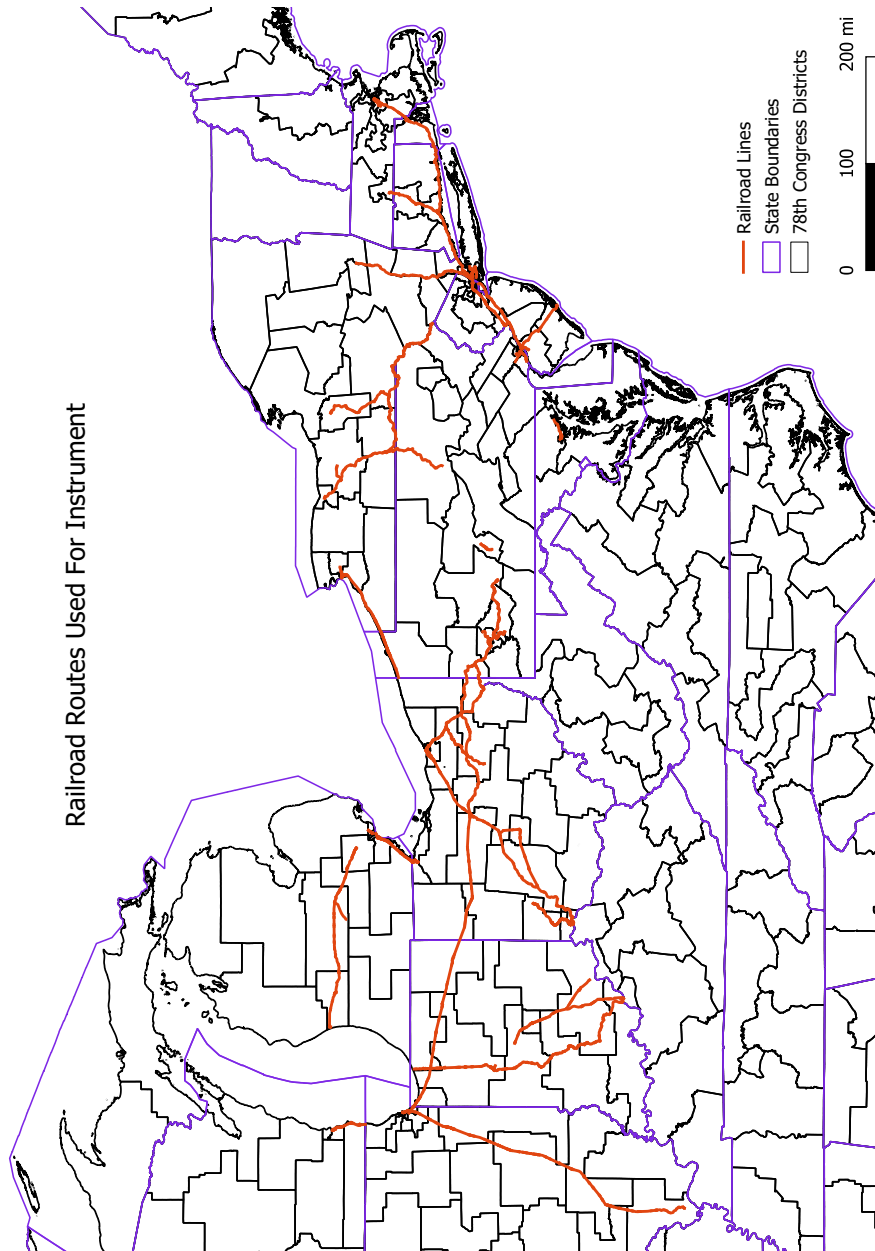 Railroad Routes Used For Instrument
Railroad Lines
State Boundaries
78th Congress Districts
0 100 200 mi